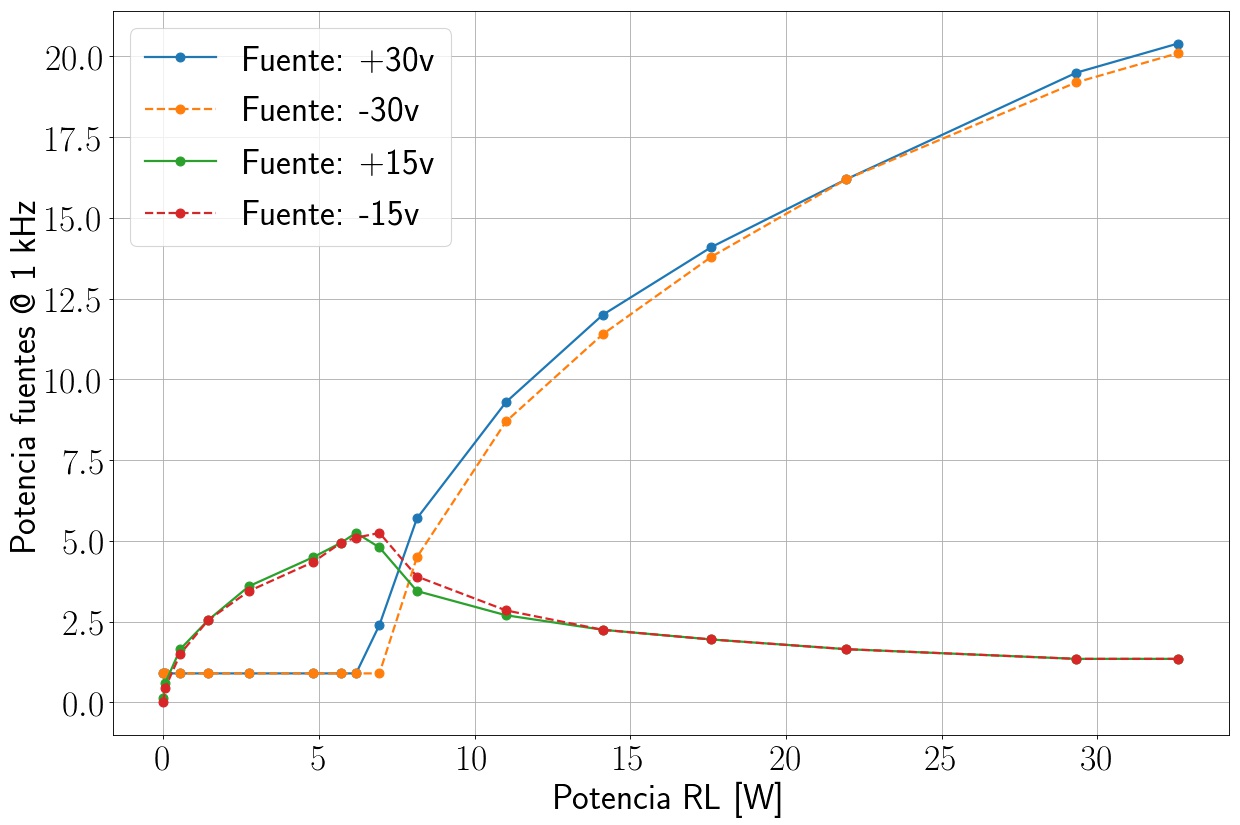 Fuente: +30v
Fuente: -30v
Fuente: +15v
Fuente: -15v
Potencia fuentes @ 1 kHz
20.0
17.5
15.0
12.5
10.0
7.5
5.0
2.5
0.0
0 5 10 15 20 25 30
Potencia RL [W]